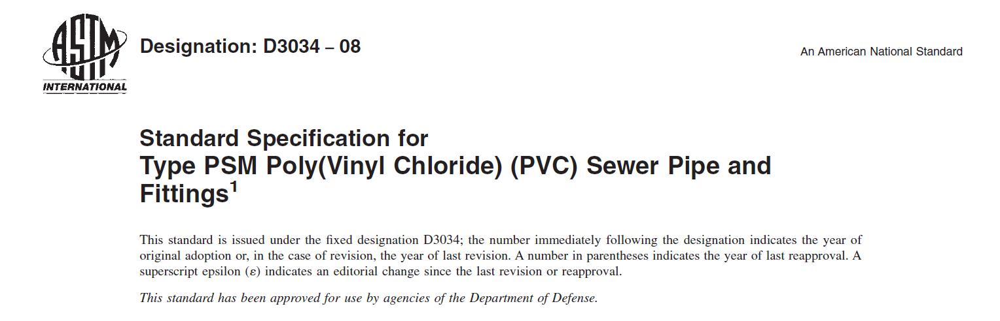 ASTM
INTERNATIONAL
Designation: D3034 – 08
An American National Standard
Standard Specification for
Type PSM Poly(Vinyl Chloride) (PVC) Sewer Pipe and
Fittings¹
This standard is issued under the fixed designation D3034; the number immediately following the designation indicates the year of
original adoption or, in the case of revision, the year of last revision. A number in parentheses indicates the year of last reapproval. A
superscript epsilon (ε) indicates an editorial change since the last revision or reapproval.
This standard has been approved for use by agencies of the Department of Defense.